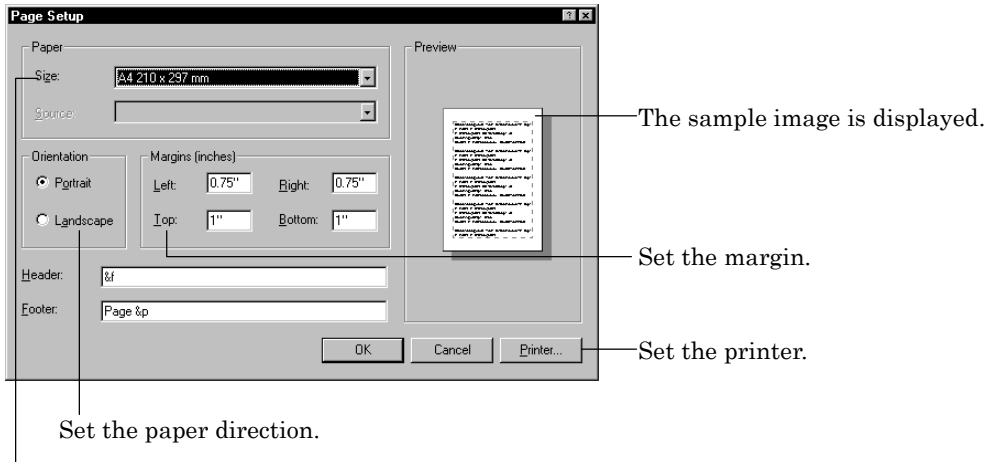 Page Setup
Paper
Size:
A4 210 x 297 mm
Source:
Orientation
Portrait
Landscape
Margins (inches)
Left:
0.75"
Right:
0.75"
Top:
1"
Bottom:
1"
Header:
&f
Footer:
Page &p
Preview
OK
Cancel
Printer...
The sample image is displayed.
Set the margin.
Set the printer.
Set the paper direction.